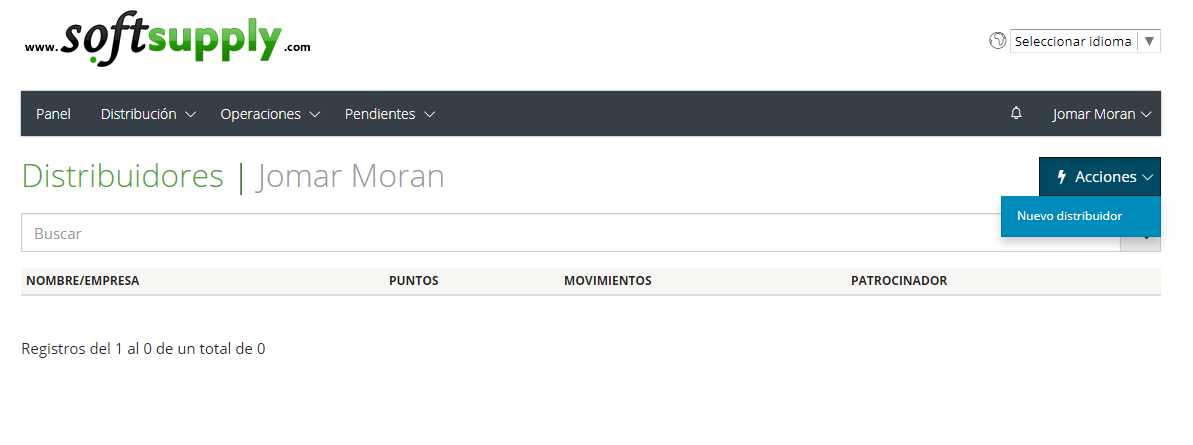 www.softsupply.com
Seleccionar idioma ▼
Panel Distribución Operaciones Pendientes Jomar Moran
Distribuidores | Jomar Moran
Acciones
Nuevo distribuidor
Buscar
NOMBRE/EMPRESA PUNTOS MOVIMIENTOS PATROCINADOR
Registros del 1 al 0 de un total de 0